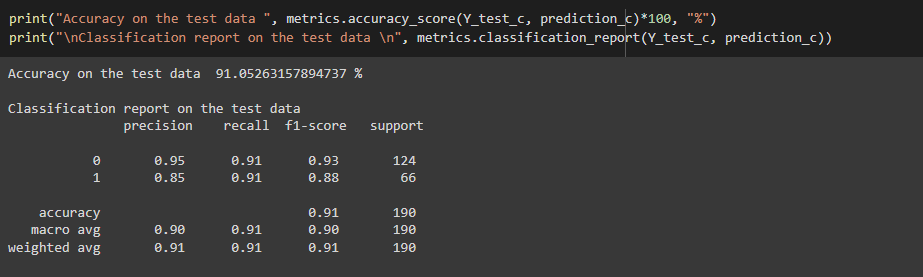 print("Accuracy on the test data ", metrics.accuracy_score(Y_test_c, prediction_c)*100, "%")
print("\nClassification report on the test data \n", metrics.classification_report(Y_test_c, prediction_c))
Accuracy on the test data  91.05263157894737 %
Classification report on the test data
precision    recall  f1-score   support
0       0.95      0.91      0.93       124
1       0.85      0.91      0.88        66
accuracy                           0.91       190
macro avg       0.90      0.91      0.90       190
weighted avg       0.91      0.91      0.91       190